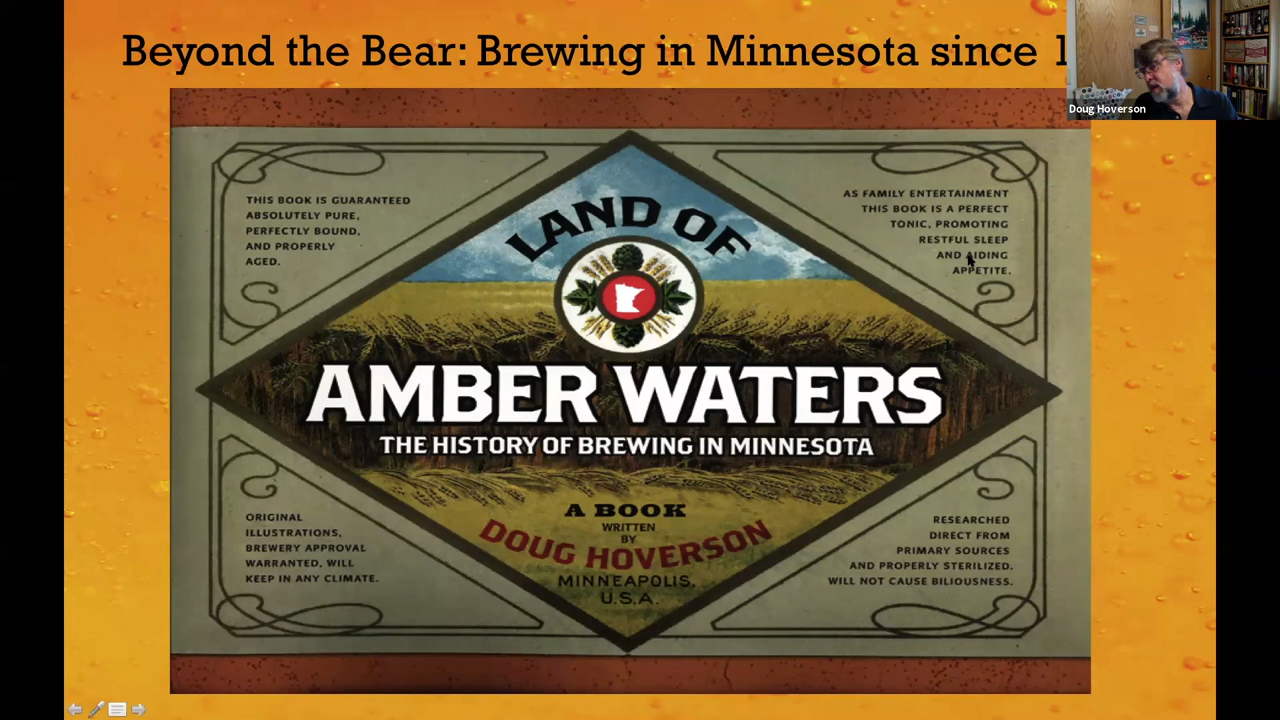 Beyond the Bear: Brewing in Minnesota since
Doug Hoverson
THIS BOOK IS GUARANTEED
ABSOLUTELY PURE,
PERFECTLY BOUND,
AND PROPERLY
AGED.
AS FAMILY ENTERTAINMENT
THIS BOOK IS A PERFECT
TONIC, PROMOTING
RESTFUL SLEEP
AND AIDING
APPETITE.
LAND OF
AMBER WATERS
THE HISTORY OF BREWING IN MINNESOTA
A BOOK
WRITTEN
BY
DOUG HOVERSON
MINNEAPOLIS,
U.S.A.
ORIGINAL
ILLUSTRATIONS,
BREWERY APPROVAL
WARRANTED, WILL
KEEP IN ANY CLIMATE.
RESEARCHED
DIRECT FROM
PRIMARY SOURCES
AND PROPERLY STERILIZED.
WILL NOT CAUSE BILIOUSNESS.